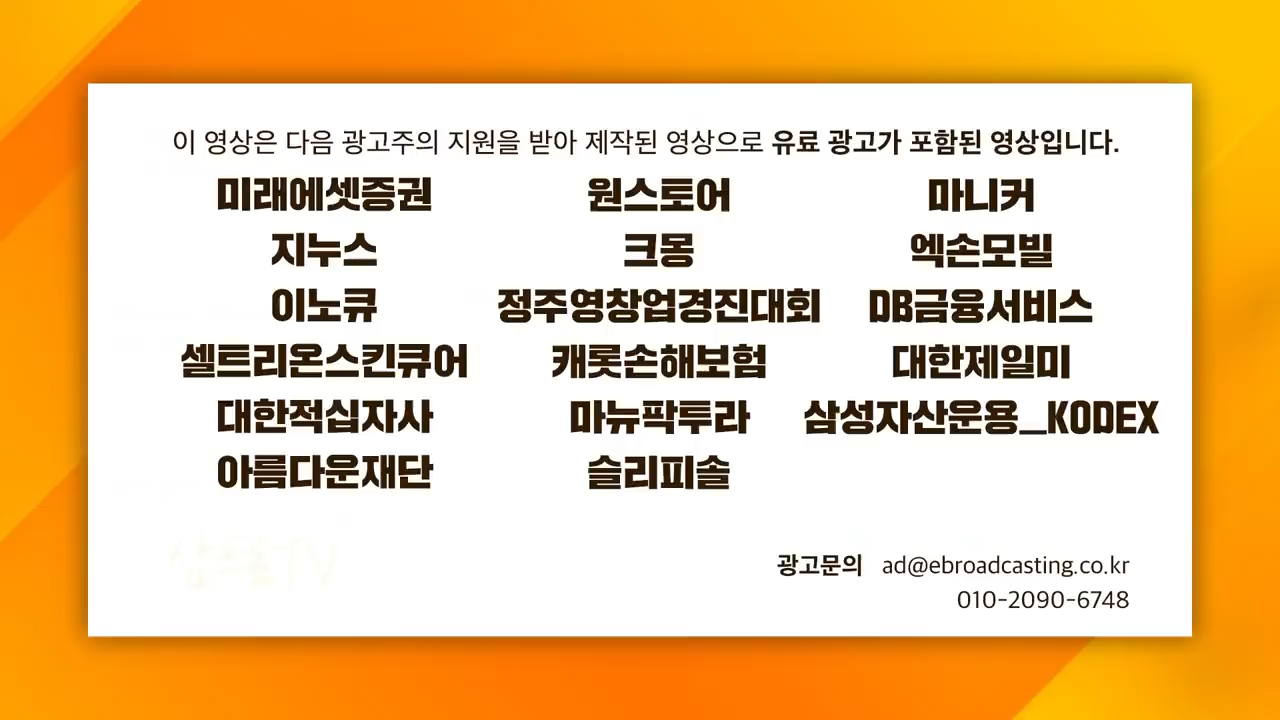 이 영상은 다음 광고주의 지원을 받아 제작된 영상으로 유료 광고가 포함된 영상입니다.
미래에셋증권 원스토어 마니커
지누스 크몽 엑손모빌
이노큐 정주영창업경진대회 DB금융서비스
셀트리온스킨큐어 캐롯손해보험 대한제일미
대한적십자사 마뉴팍투라 삼성자산운용_KODEX
아름다운재단 슬리피솔
광고문의 ad@ebroadcasting.co.kr
010-2090-6748